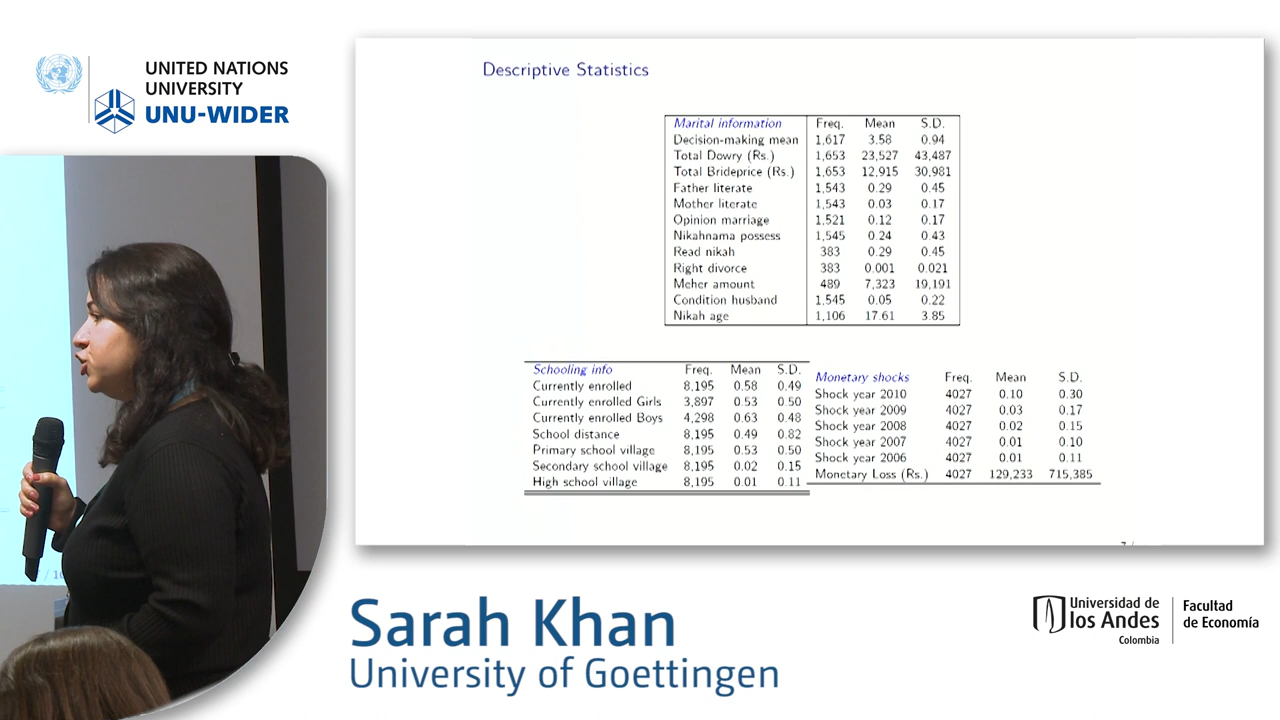 UNITED NATIONS
UNIVERSITY
UNU-WIDER
Descriptive Statistics
Marital information Freq. Mean S.D.
Decision-making mean 1,617 3.58 0.94
Total Dowry (Rs.) 1,653 23,527 43,487
Total Brideprice (Rs.) 1,653 12,915 30,981
Father literate 1,543 0.29 0.45
Mother literate 1,543 0.03 0.17
Opinion marriage 1,521 0.12 0.17
Nikahnama possess 1,545 0.24 0.43
Read nikah 383 0.29 0.45
Right divorce 383 0.001 0.021
Meher amount 489 7,323 19,191
Condition husband 1,545 0.05 0.22
Nikah age 1,106 17.61 3.85
Schooling info Freq. Mean S.D.
Currently enrolled 8,195 0.58 0.49
Currently enrolled Girls 3,897 0.53 0.50
Currently enrolled Boys 4,298 0.63 0.48
School distance 8,195 0.49 0.82
Primary school village 8,195 0.53 0.50
Secondary school village 8,195 0.02 0.15
High school village 8,195 0.01 0.11
Monetary shocks Freq. Mean S.D.
Shock year 2010 4027 0.10 0.30
Shock year 2009 4027 0.03 0.17
Shock year 2008 4027 0.02 0.15
Shock year 2007 4027 0.01 0.10
Shock year 2006 4027 0.01 0.11
Monetary Loss (Rs.) 4027 129,233 715,385
Sarah Khan
University of Goettingen
Universidad de
los Andes
Colombia
Facultad
de Economía